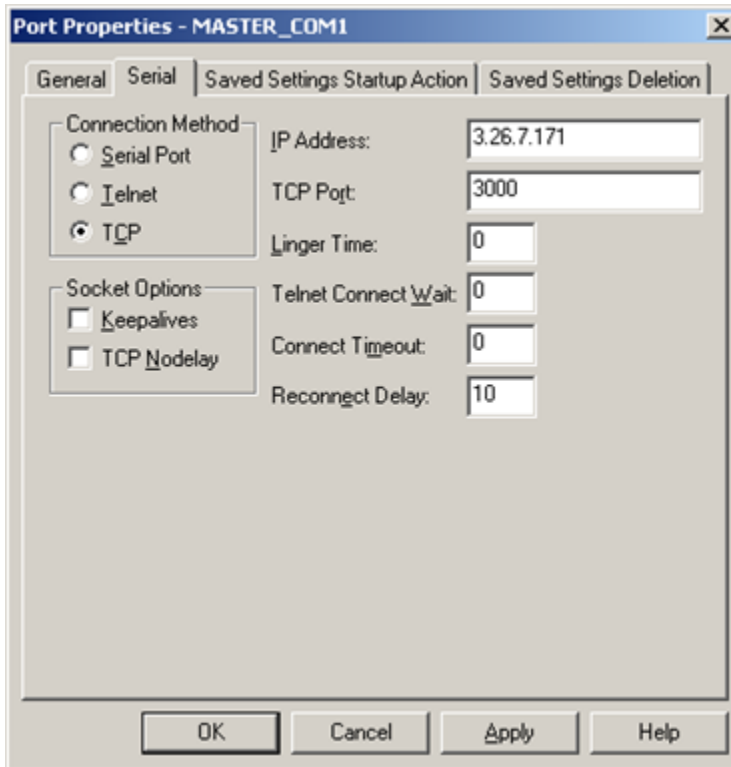 Port Properties - MASTER_COM1
General Serial Saved Settings Startup Action Saved Settings Deletion
Connection Method
Serial Port
Telnet
TCP
Socket Options
Keepalives
TCP Nodelay
IP Address: 3.26.7.171
TCP Port: 3000
Linger Time: 0
Telnet Connect Wait: 0
Connect Timeout: 0
Reconnect Delay: 10
OK Cancel Apply Help